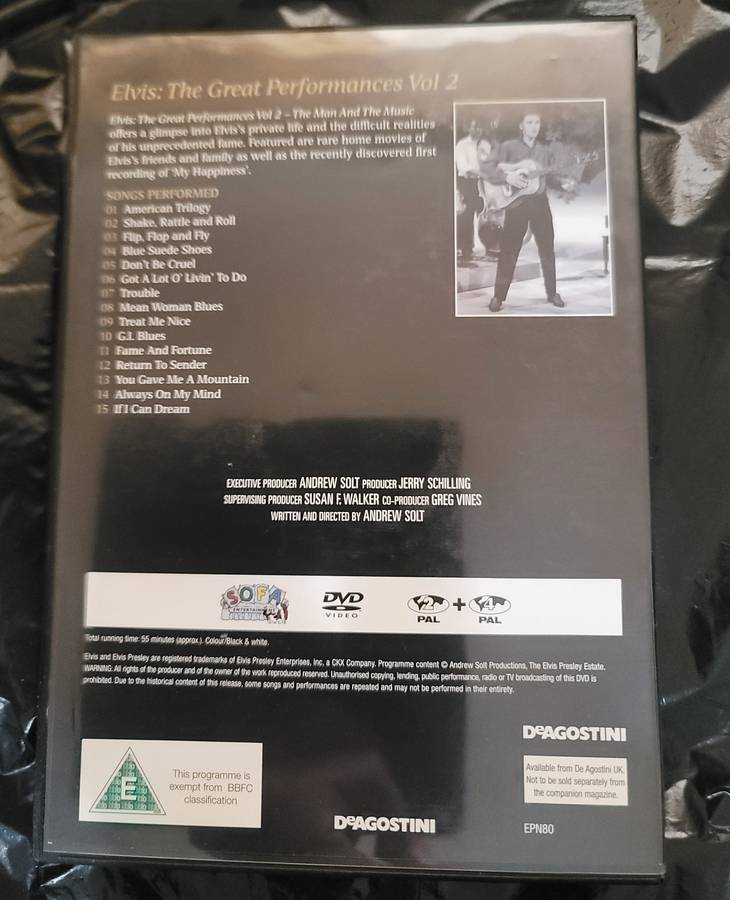 Elvis: The Great Performances Vol 2
Elvis: The Great Performances Vol 2 – The Man And The Music
offers a glimpse into Elvis's private life and the difficult realities
of his unprecedented fame. Featured are rare home movies of
Elvis's friends and family as well as the recently discovered first
recording of 'My Happiness'.
SONGS PERFORMED
01 American Trilogy
02 Shake, Rattle and Roll
03 Flip, Flop and Fly
04 Blue Suede Shoes
05 Don't Be Cruel
06 Got A Lot O' Livin' To Do
07 Trouble
08 Mean Woman Blues
09 Treat Me Nice
10 G.I. Blues
11 Fame And Fortune
12 Return To Sender
13 You Gave Me A Mountain
14 Always On My Mind
15 If I Can Dream
EXECUTIVE PRODUCER ANDREW SOLT PRODUCER JERRY SCHILLING
SUPERVISING PRODUCER SUSAN F. WALKER CO-PRODUCER GREG VINES
WRITTEN AND DIRECTED BY ANDREW SOLT
SOFA
ENTERTAINMENT
DVD
VIDEO
2 + 4
PAL PAL
Total running time: 55 minutes (approx.). Colour/Black & white.
Elvis and Elvis Presley are registered trademarks of Elvis Presley Enterprises, Inc, a CKX Company. Programme content © Andrew Solt Productions, The Elvis Presley Estate.
WARNING: All rights of the producer and of the owner of the work reproduced reserved. Unauthorised copying, lending, public performance, radio or TV broadcasting of this DVD is
prohibited. Due to the historical content of this release, some songs and performances are repeated and may not be performed in their entirety.
DeAGOSTINI
Available from De Agostini UK.
Not to be sold separately from
the companion magazine.
E
This programme is
exempt from BBFC
classification
DeAGOSTINI
EPN80